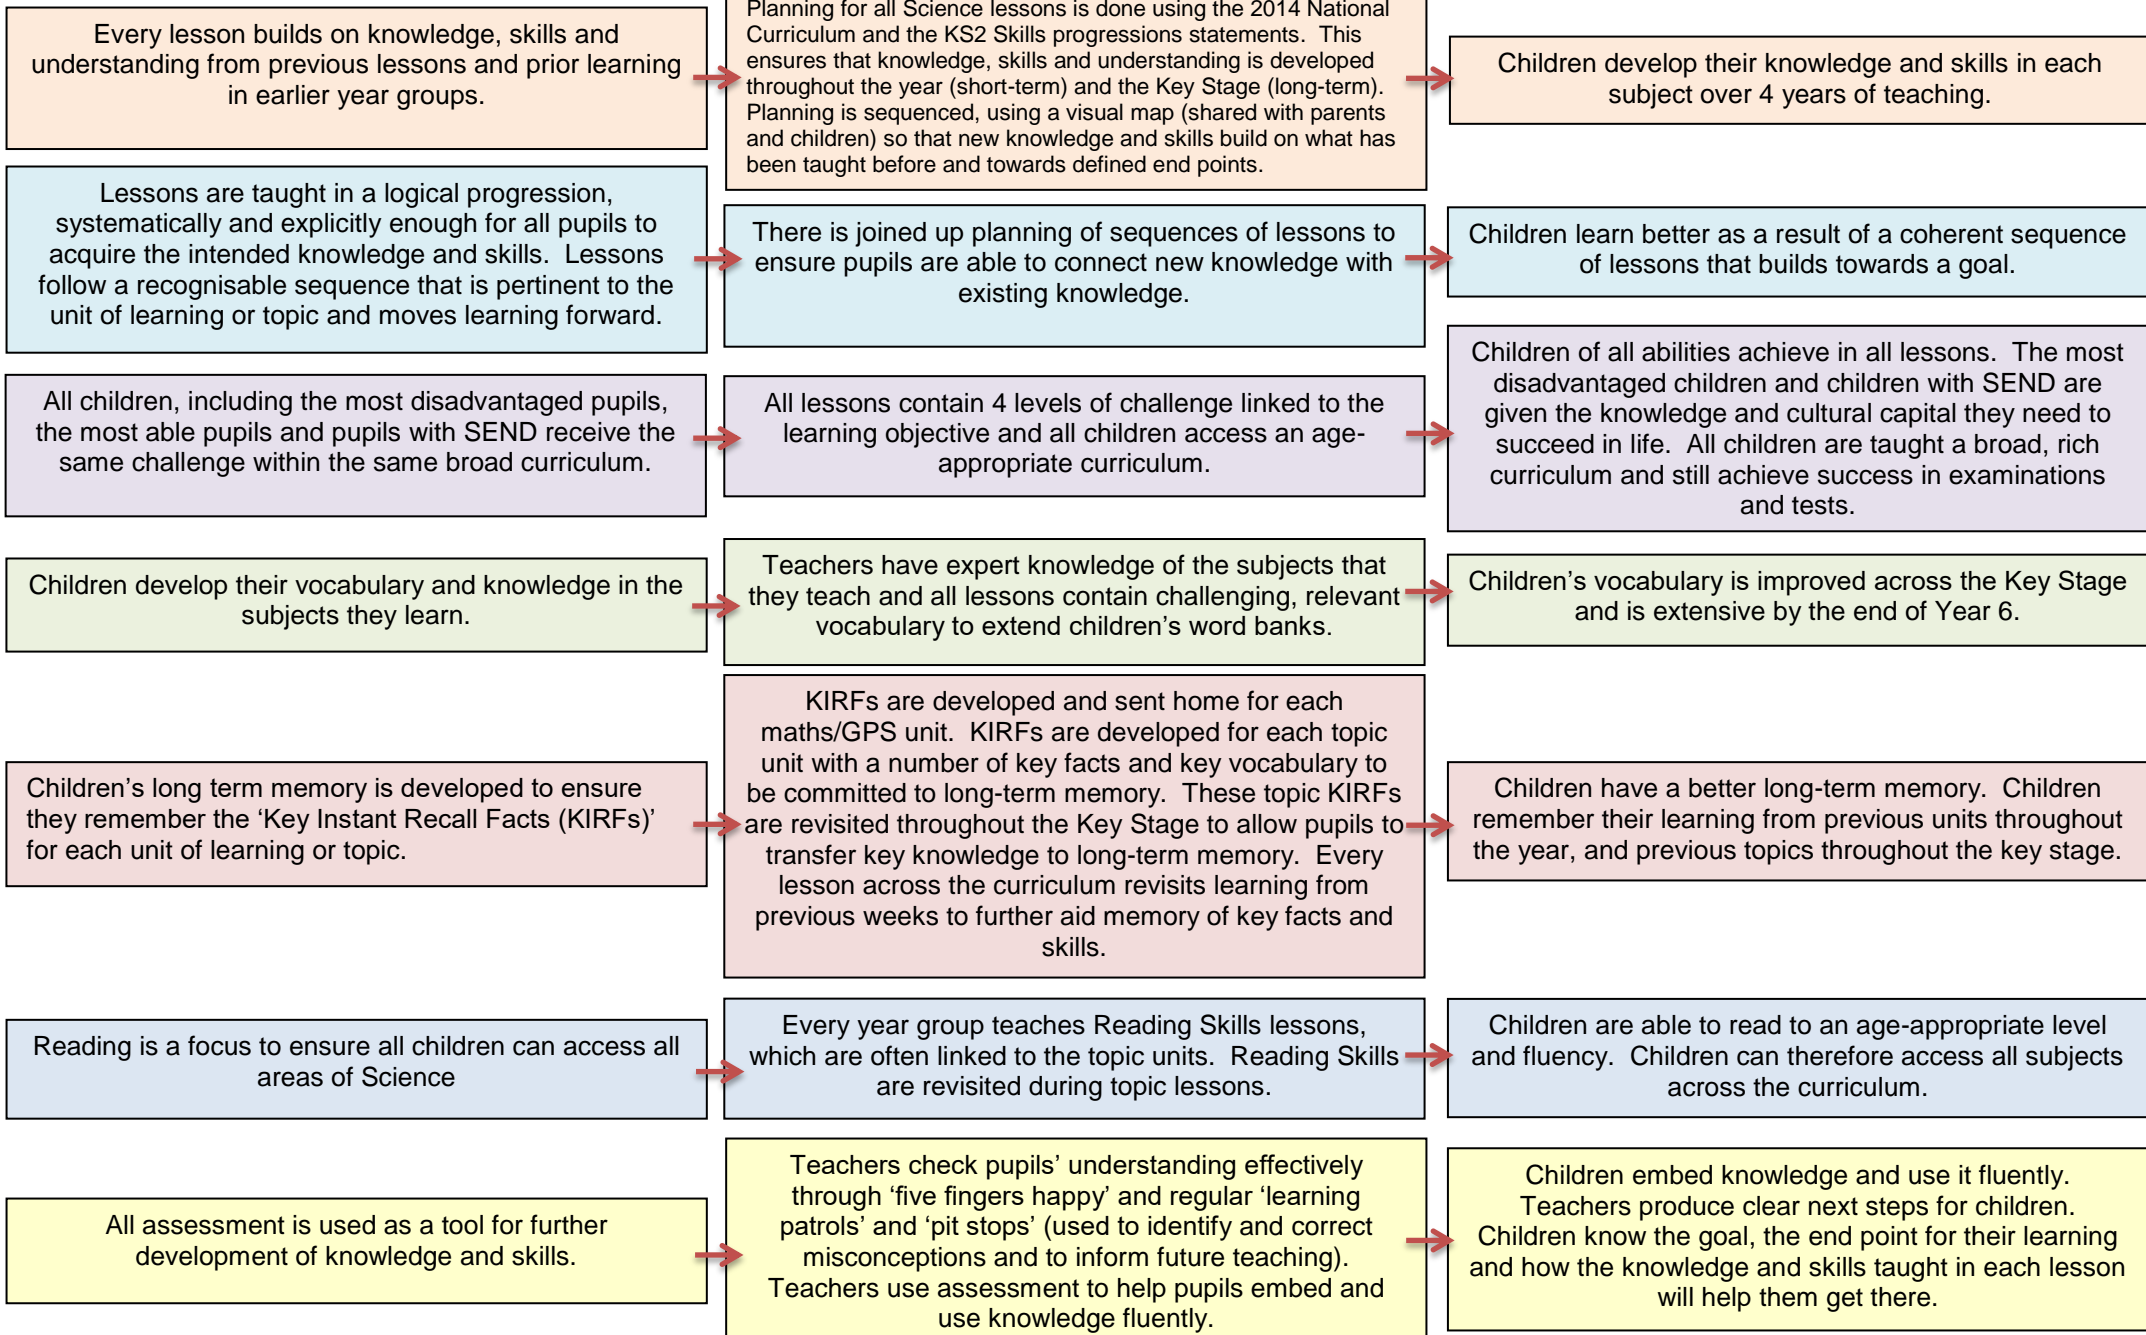 Every lesson builds on knowledge, skills and
understanding from previous lessons and prior learning
in earlier year groups.
Planning for all Science lessons is done using the 2014 National
Curriculum and the KS2 Skills progressions statements.  This
ensures that knowledge, skills and understanding is developed
throughout the year (short-term) and the Key Stage (long-term).
Planning is sequenced, using a visual map (shared with parents
and children) so that new knowledge and skills build on what has
been taught before and towards defined end points.
Children develop their knowledge and skills in each
subject over 4 years of teaching.
Lessons are taught in a logical progression,
systematically and explicitly enough for all pupils to
acquire the intended knowledge and skills.  Lessons
follow a recognisable sequence that is pertinent to the
unit of learning or topic and moves learning forward.
There is joined up planning of sequences of lessons to
ensure pupils are able to connect new knowledge with
existing knowledge.
Children learn better as a result of a coherent sequence
of lessons that builds towards a goal.
All children, including the most disadvantaged pupils,
the most able pupils and pupils with SEND receive the
same challenge within the same broad curriculum.
All lessons contain 4 levels of challenge linked to the
learning objective and all children access an age-
appropriate curriculum.
Children of all abilities achieve in all lessons.  The most
disadvantaged children and children with SEND are
given the knowledge and cultural capital they need to
succeed in life.  All children are taught a broad, rich
curriculum and still achieve success in examinations
and tests.
Children develop their vocabulary and knowledge in the
subjects they learn.
Teachers have expert knowledge of the subjects that
they teach and all lessons contain challenging, relevant
vocabulary to extend children’s word banks.
Children’s vocabulary is improved across the Key Stage
and is extensive by the end of Year 6.
Children’s long term memory is developed to ensure
they remember the ‘Key Instant Recall Facts (KIRFs)’
for each unit of learning or topic.
KIRFs are developed and sent home for each
maths/GPS unit.  KIRFs are developed for each topic
unit with a number of key facts and key vocabulary to
be committed to long-term memory.  These topic KIRFs
are revisited throughout the Key Stage to allow pupils to
transfer key knowledge to long-term memory.  Every
lesson across the curriculum revisits learning from
previous weeks to further aid memory of key facts and
skills.
Children have a better long-term memory.  Children
remember their learning from previous units throughout
the year, and previous topics throughout the key stage.
Reading is a focus to ensure all children can access all
areas of Science
Every year group teaches Reading Skills lessons,
which are often linked to the topic units.  Reading Skills
are revisited during topic lessons.
Children are able to read to an age-appropriate level
and fluency.  Children can therefore access all subjects
across the curriculum.
All assessment is used as a tool for further
development of knowledge and skills.
Teachers check pupils’ understanding effectively
through ‘five fingers happy’ and regular ‘learning
patrols’ and ‘pit stops’ (used to identify and correct
misconceptions and to inform future teaching).
Teachers use assessment to help pupils embed and
use knowledge fluently.
Children embed knowledge and use it fluently.
Teachers produce clear next steps for children.
Children know the goal, the end point for their learning
and how the knowledge and skills taught in each lesson
will help them get there.